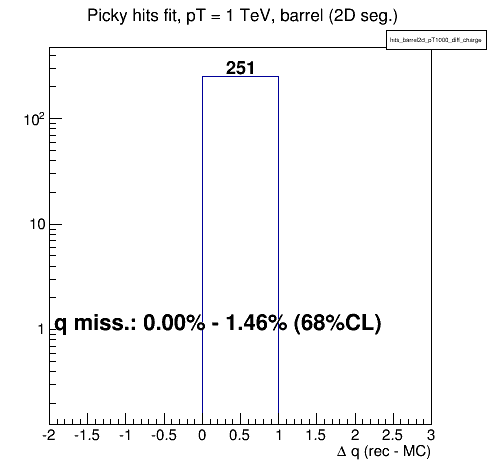 Picky hits fit, pT = 1 TeV, barrel (2D seg.)
hits_barrel2d_pT1000_diff_charge
251
10²
10
1
q miss.: 0.00% - 1.46% (68%CL)
-2 -1.5 -1 -0.5 0 0.5 1 1.5 2 2.5 3
Δ q (rec - MC)